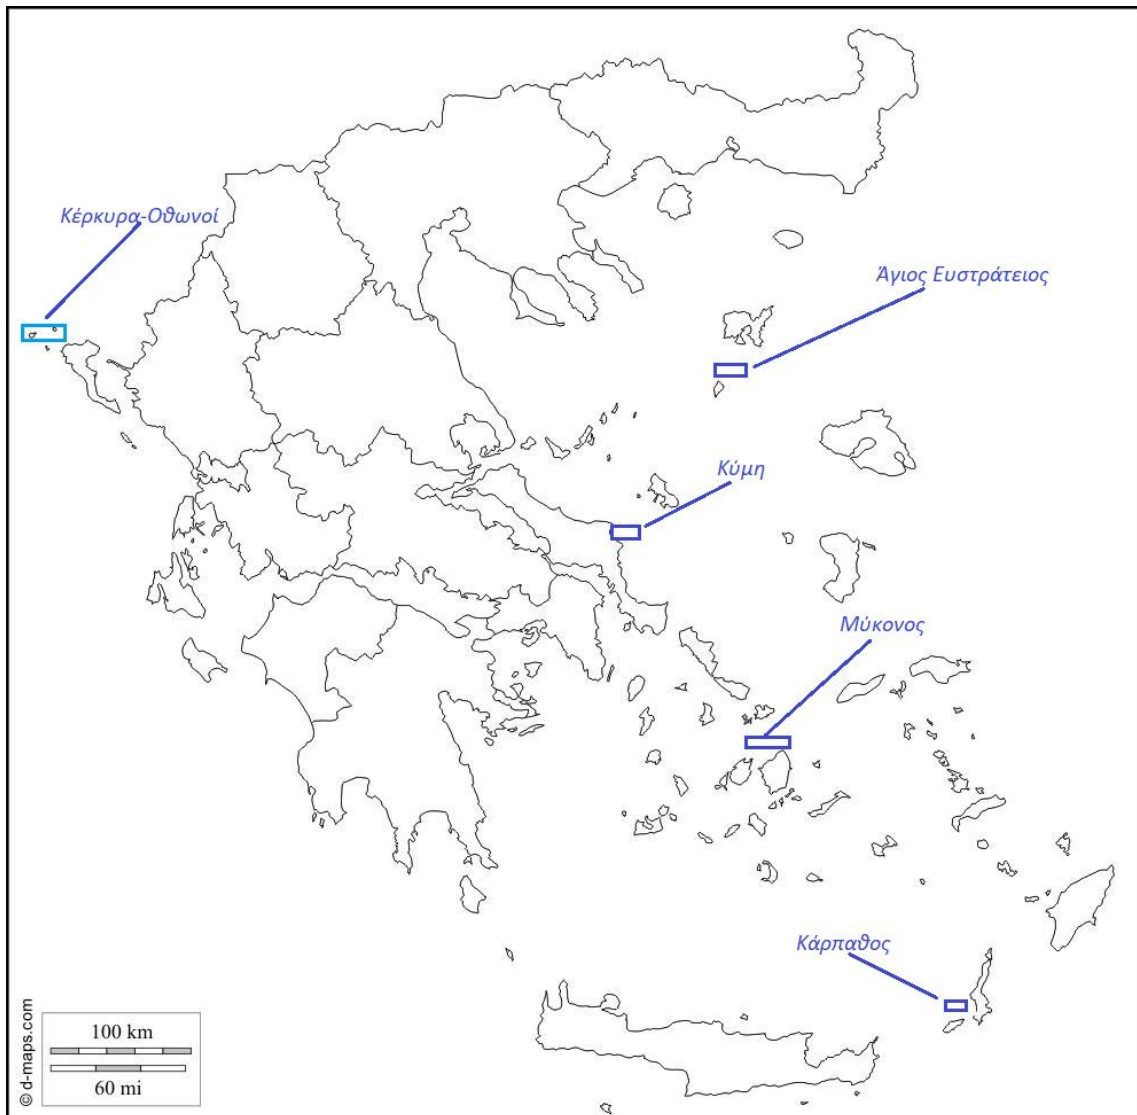 Κέρκυρα-Οθωνοί
Άγιος Ευστράτειος
Κύμη
Μύκονος
Κάρπαθος
100 km
60 mi
© d-maps.com